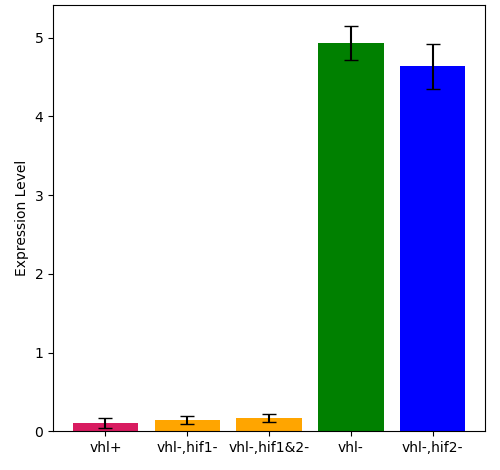 5
4
3
2
1
0
Expression Level
vhl+
vhl-,hif1-
vhl-,hif1&2-
vhl-
vhl-,hif2-